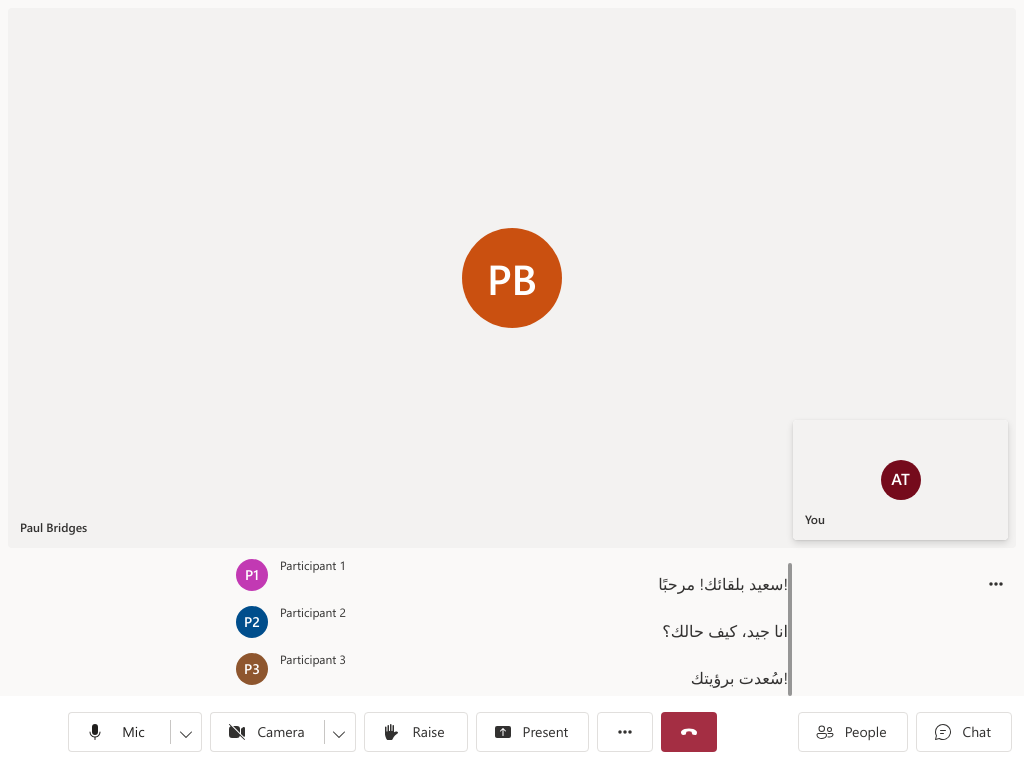 PB
AT
You
Paul Bridges
P1
Participant 1
!سعيد بلقائك! مرحبًا
P2
Participant 2
انا جيد، كيف حالك؟
P3
Participant 3
!سُعدت برؤيتك
Mic
Camera
Raise
Present
People
Chat